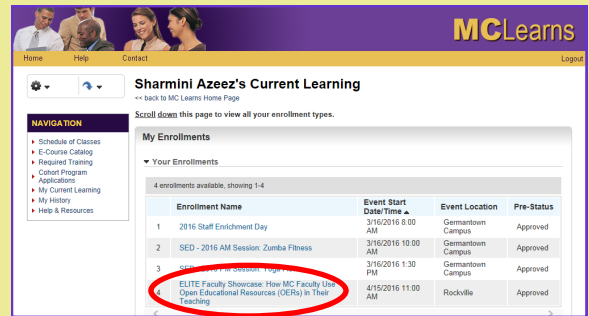 MCLearns
Home Help Contact Logout
Sharmini Azeez's Current Learning
<< back to MC Learns Home Page
Scroll down this page to view all your enrollment types.
NAVIGATION
Schedule of Classes
E-Course Catalog
Required Training
Cohort Program
Applications
My Current Learning
My History
Help & Resources
My Enrollments
Your Enrollments
4 enrollments available, showing 1-4
Enrollment Name Event Start Date/Time Event Location Pre-Status
1 2016 Staff Enrichment Day 3/16/2016 8:00 AM Germantown Campus Approved
2 SED - 2016 AM Session: Zumba Fitness 3/16/2016 10:00 AM Germantown Campus Approved
3 SED - 2016 PM Session: Yoga 3/16/2016 1:30 PM Germantown Campus Approved
4 ELITE Faculty Showcase: How MC Faculty Use
Open Educational Resources (OERs) in Their
Teaching 4/15/2016 11:00 AM Rockville Approved